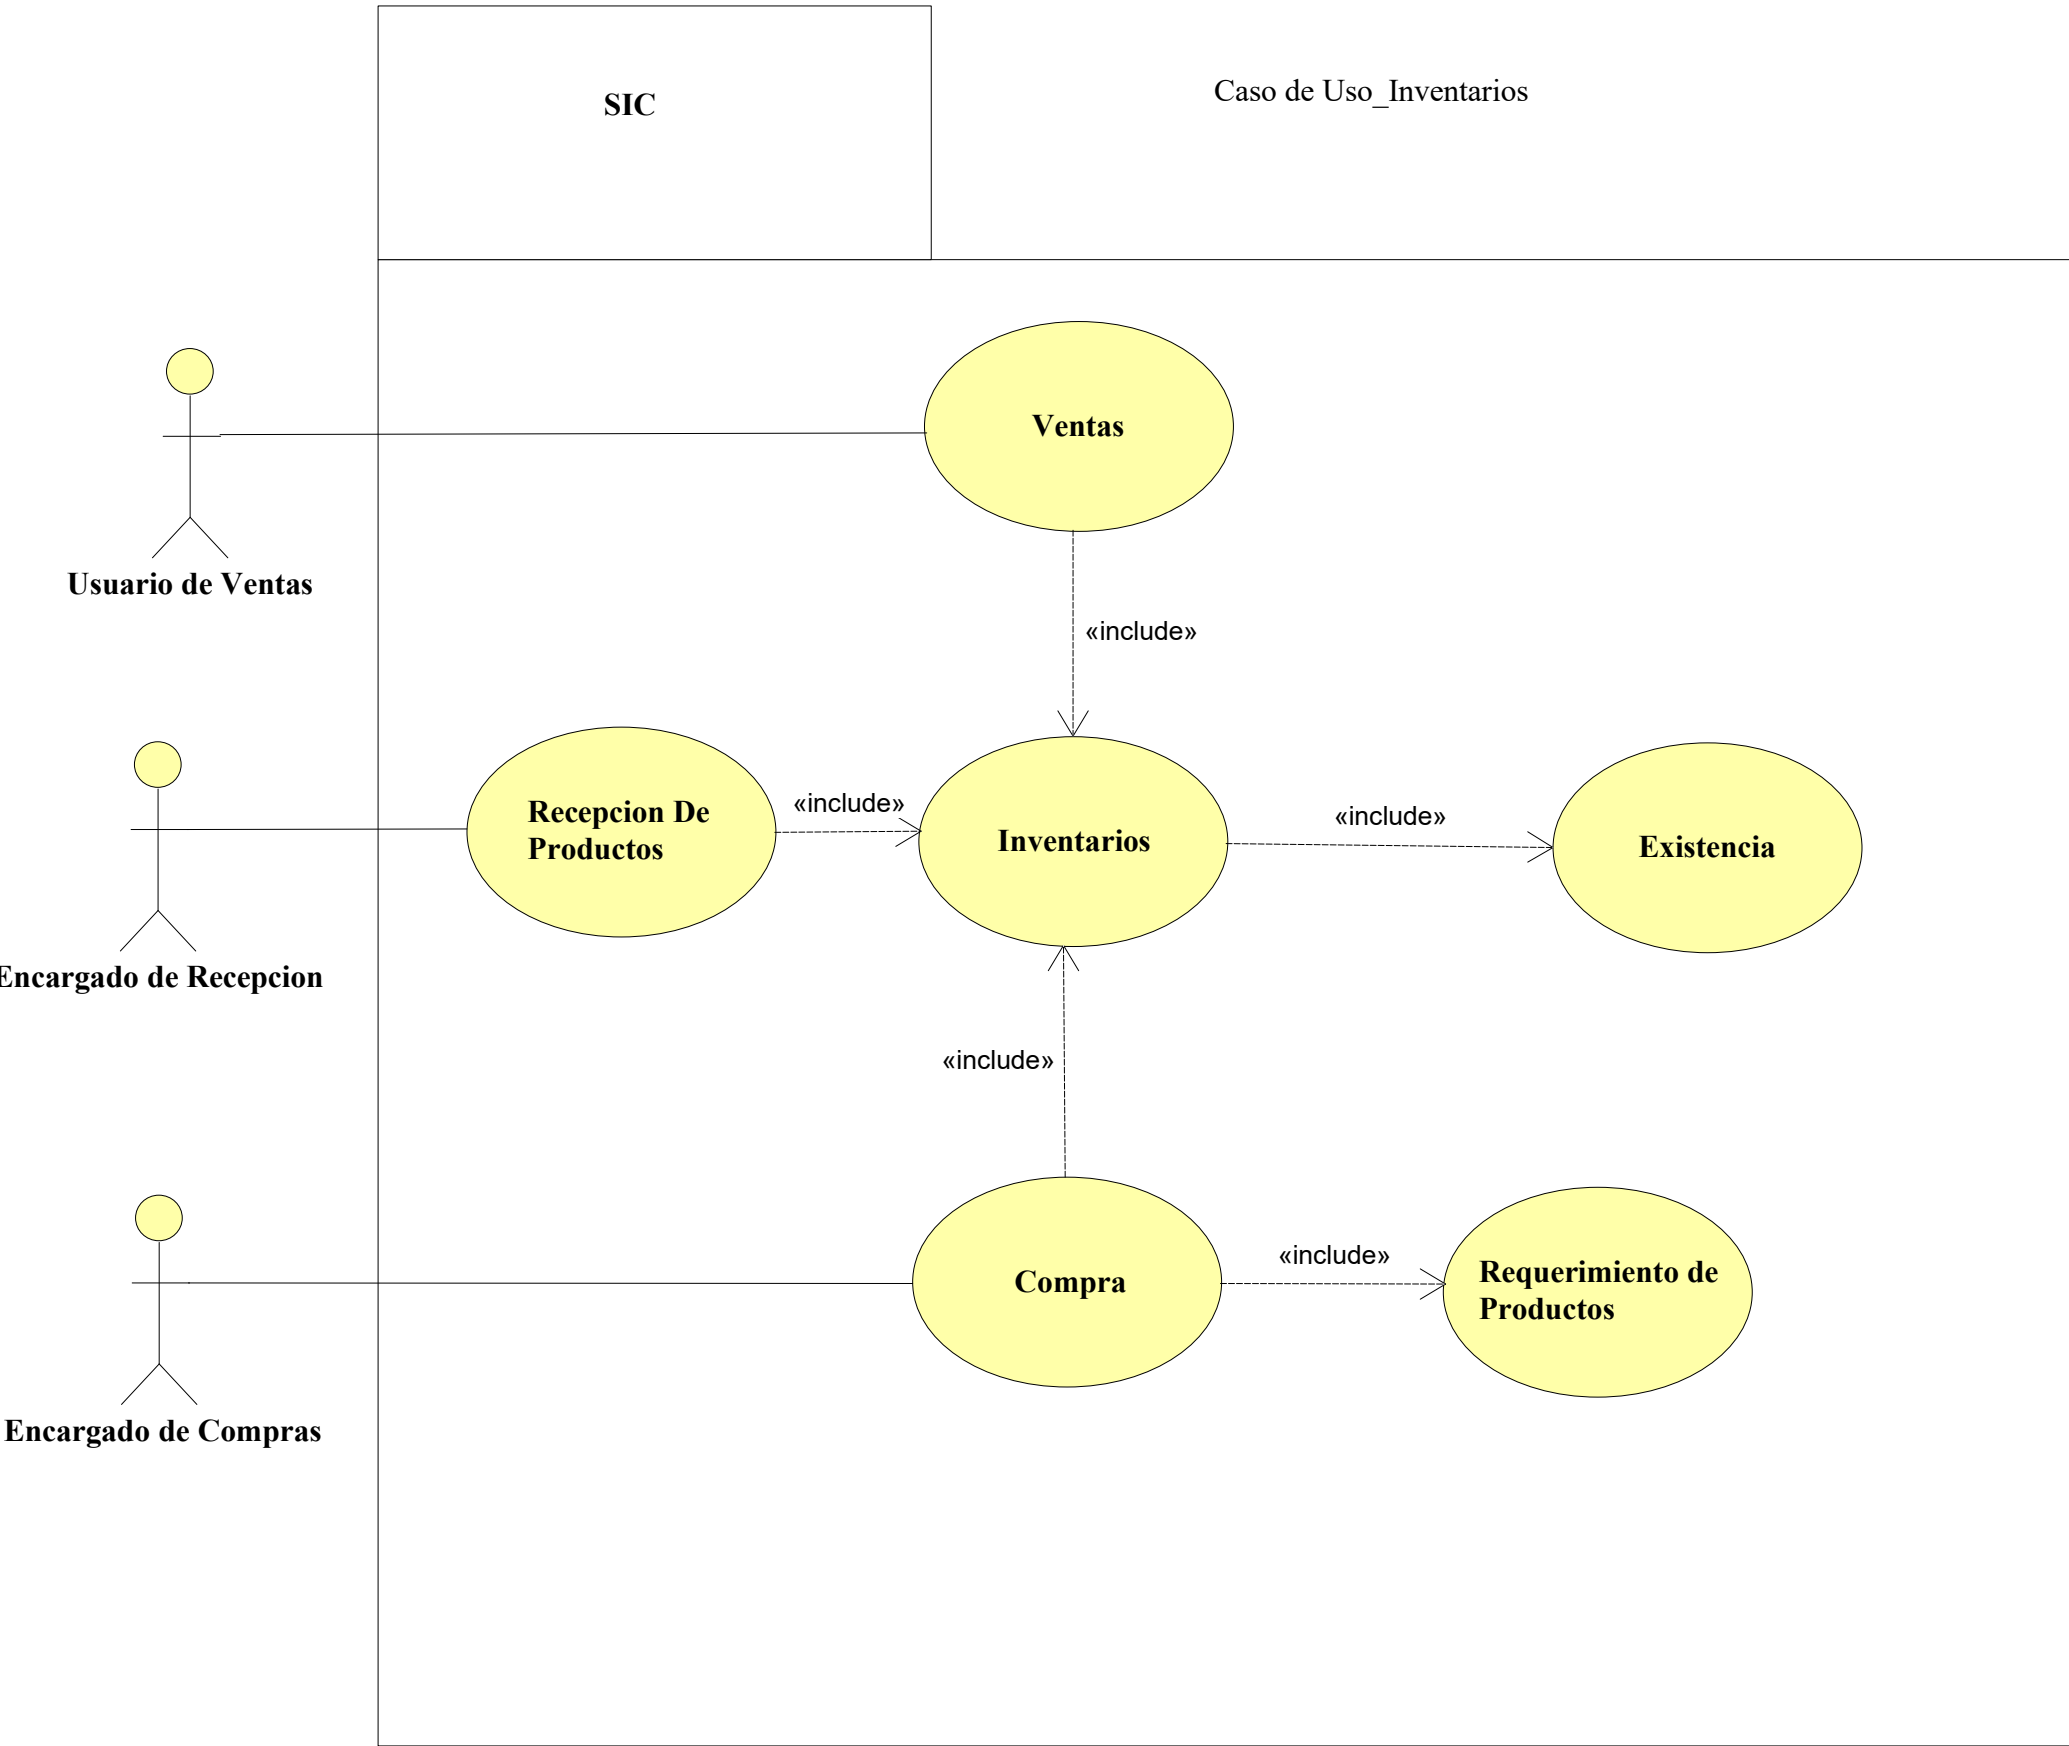 SIC
Caso de Uso_Inventarios
Ventas
Usuario de Ventas
«include»
Recepcion De
Productos
«include»
Inventarios
«include»
Existencia
Encargado de Recepcion
«include»
Compra
«include»
Requerimiento de
Productos
Encargado de Compras